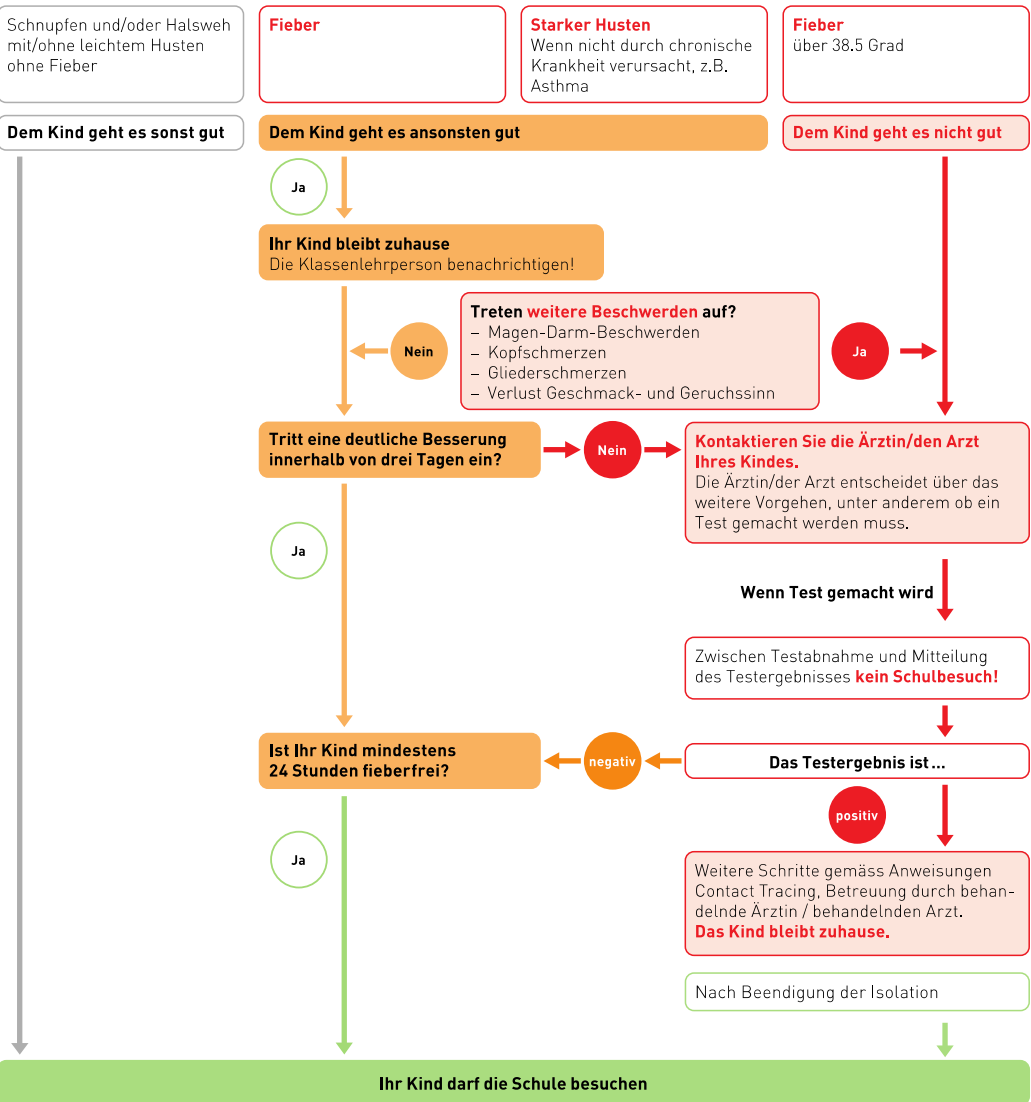 Schnupfen und/oder Halsweh
mit/ohne leichtem Husten
ohne Fieber
Fieber
Starker Husten
Wenn nicht durch chronische
Krankheit verursacht, z.B.
Asthma
Fieber
über 38.5 Grad
Dem Kind geht es sonst gut
Dem Kind geht es ansonsten gut
Dem Kind geht es nicht gut
Ja
Ihr Kind bleibt zuhause
Die Klassenlehrperson benachrichtigen!
Treten weitere Beschwerden auf?
– Magen-Darm-Beschwerden
– Kopfschmerzen
– Gliederschmerzen
– Verlust Geschmack- und Geruchssinn
Nein
Ja
Tritt eine deutliche Besserung
innerhalb von drei Tagen ein?
Nein
Kontaktieren Sie die Ärztin/den Arzt
Ihres Kindes.
Die Ärztin/der Arzt entscheidet über das
weitere Vorgehen, unter anderem ob ein
Test gemacht werden muss.
Ja
Wenn Test gemacht wird
Zwischen Testabnahme und Mitteilung
des Testergebnisses kein Schulbesuch!
Ist Ihr Kind mindestens
24 Stunden fieberfrei?
negativ
Das Testergebnis ist ...
positiv
Ja
Weitere Schritte gemäss Anweisungen
Contact Tracing, Betreuung durch behan-
delnde Ärztin / behandelnden Arzt.
Das Kind bleibt zuhause.
Nach Beendigung der Isolation
Ihr Kind darf die Schule besuchen